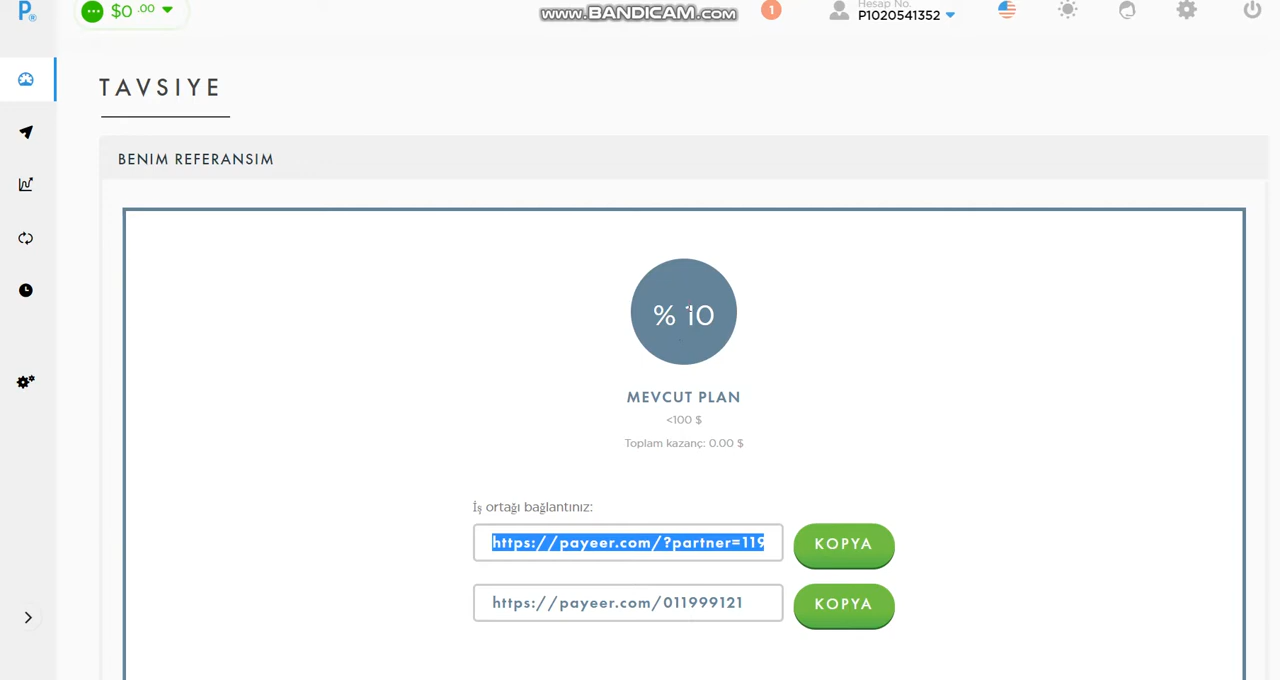 P®
$0 .00
www.BANDICAM.com
1
Hesap No.
P1020541352
TAVSIYE
BENIM REFERANSIM
% 10
MEVCUT PLAN
<100 $
Toplam kazanç: 0.00 $
İş ortağı bağlantınız:
https://payeer.com/?partner=119
KOPYA
https://payeer.com/011999121
KOPYA